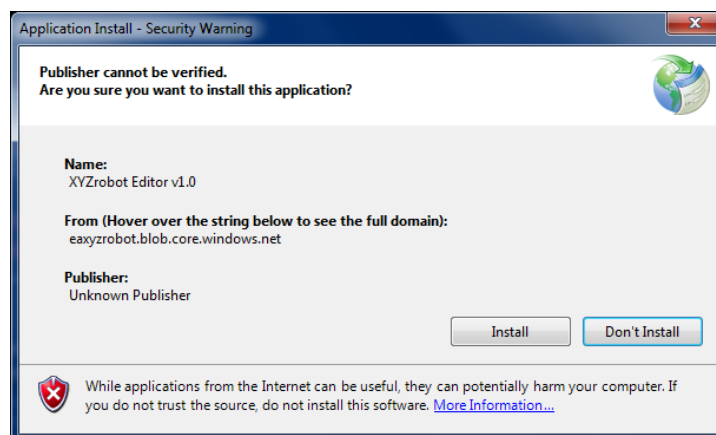 Application Install - Security Warning
Publisher cannot be verified.
Are you sure you want to install this application?
Name:
XYZrobot Editor v1.0
From (Hover over the string below to see the full domain):
eaxyzrobot.blob.core.windows.net
Publisher:
Unknown Publisher
Install Don't Install
While applications from the Internet can be useful, they can potentially harm your computer. If
you do not trust the source, do not install this software. More Information...